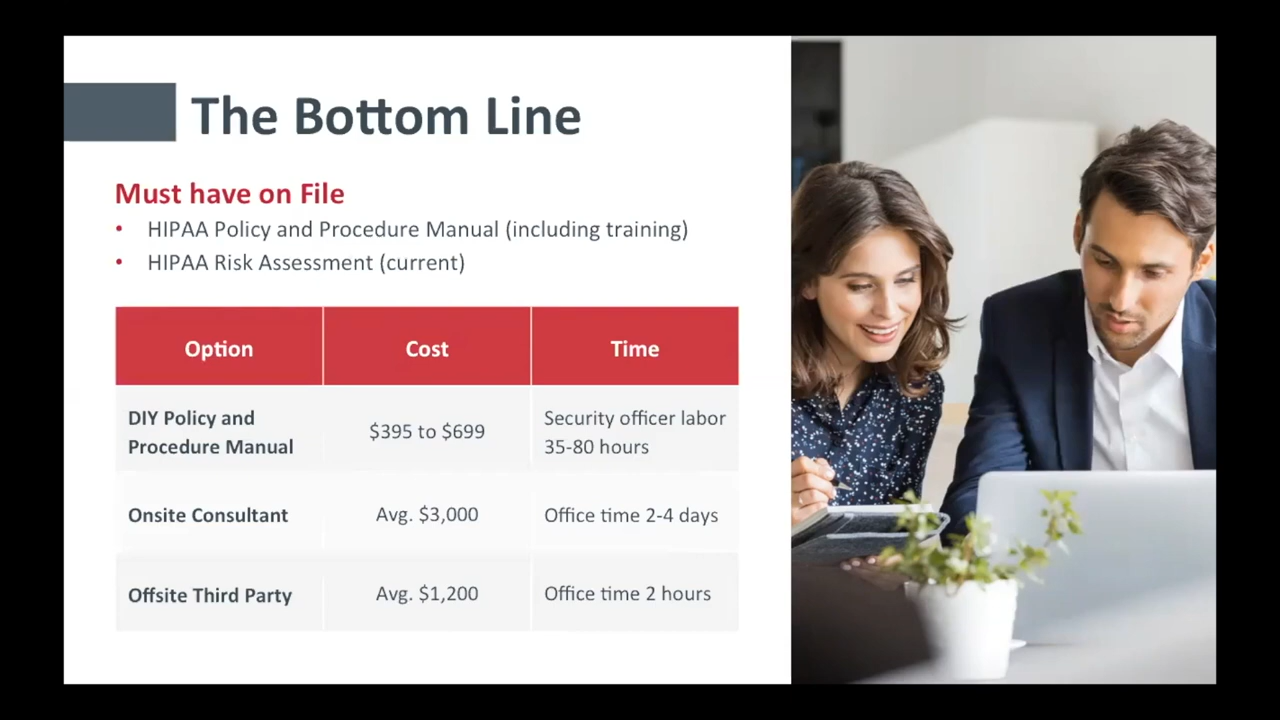 The Bottom Line
Must have on File
• HIPAA Policy and Procedure Manual (including training)
• HIPAA Risk Assessment (current)
Option Cost Time
DIY Policy and
Procedure Manual
$395 to $699
Security officer labor
35-80 hours
Onsite Consultant Avg. $3,000 Office time 2-4 days
Offsite Third Party Avg. $1,200 Office time 2 hours